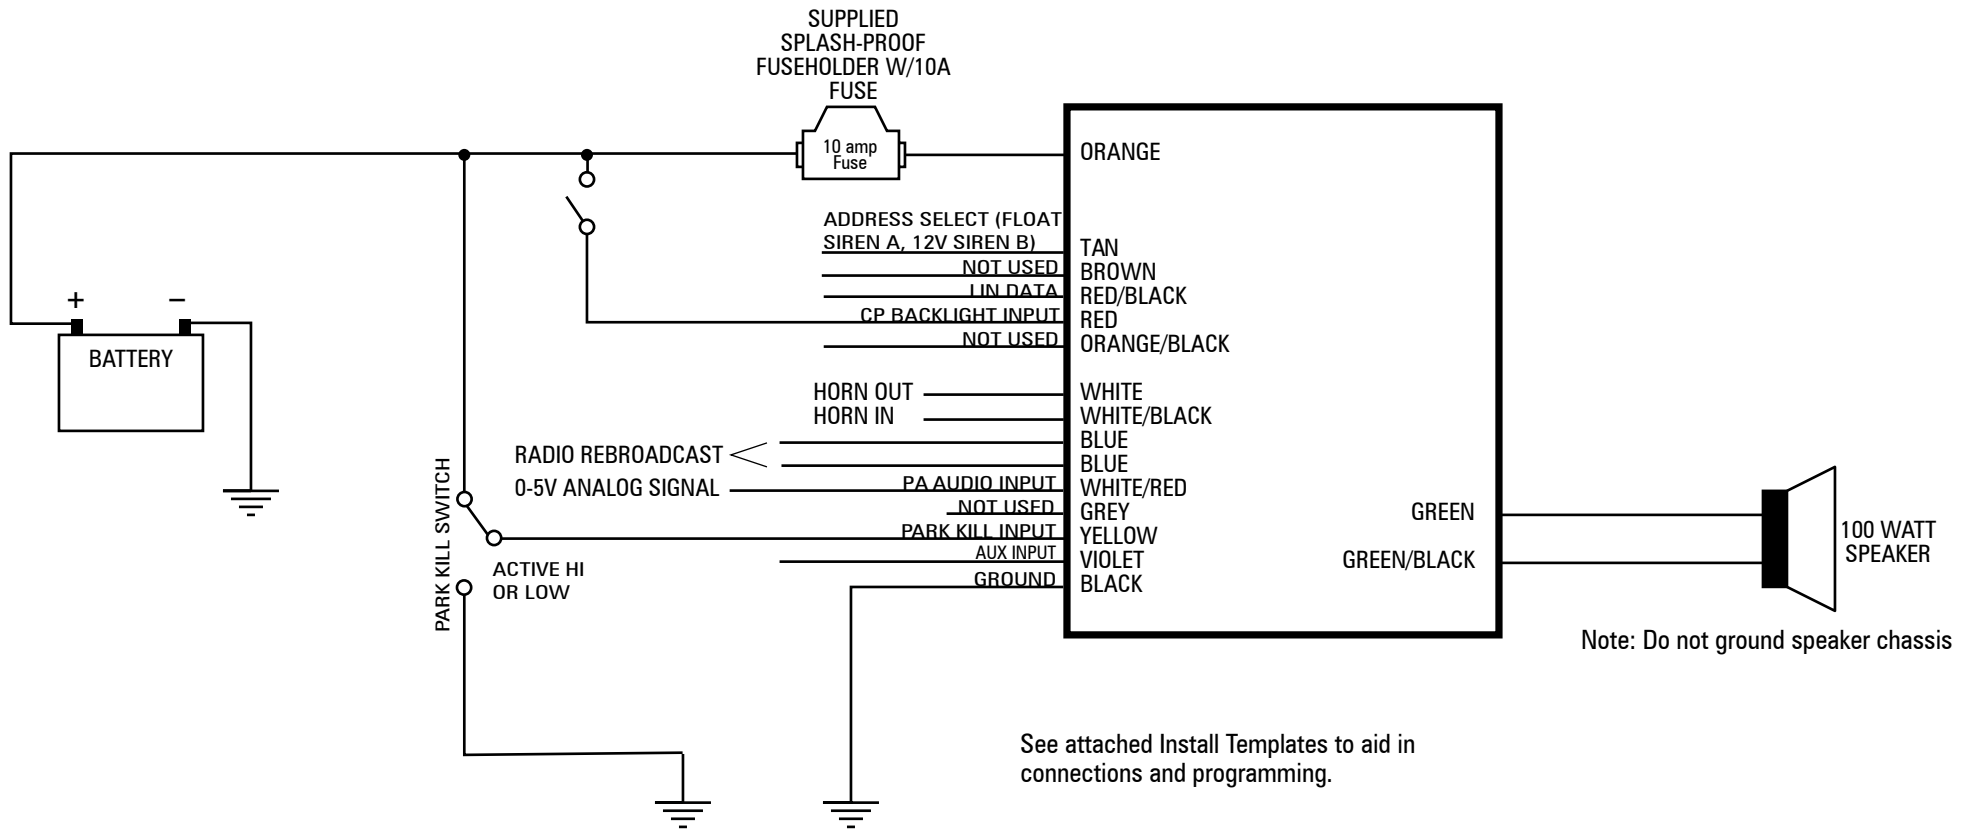 SUPPLIED
SPLASH-PROOF
FUSEHOLDER W/10A
FUSE
10 amp
Fuse
ORANGE
ADDRESS SELECT (FLOAT
SIREN A, 12V SIREN B)
TAN
NOT USED
BROWN
LIN DATA
RED/BLACK
CP BACKLIGHT INPUT
RED
NOT USED
ORANGE/BLACK
+
–
BATTERY
HORN OUT
WHITE
HORN IN
WHITE/BLACK
BLUE
RADIO REBROADCAST
BLUE
0-5V ANALOG SIGNAL
PA AUDIO INPUT
WHITE/RED
NOT USED
GREY
PARK KILL INPUT
YELLOW
AUX INPUT
VIOLET
GROUND
BLACK
PARK KILL SWITCH
ACTIVE HI
OR LOW
GREEN
GREEN/BLACK
100 WATT
SPEAKER
Note: Do not ground speaker chassis
See attached Install Templates to aid in
connections and programming.